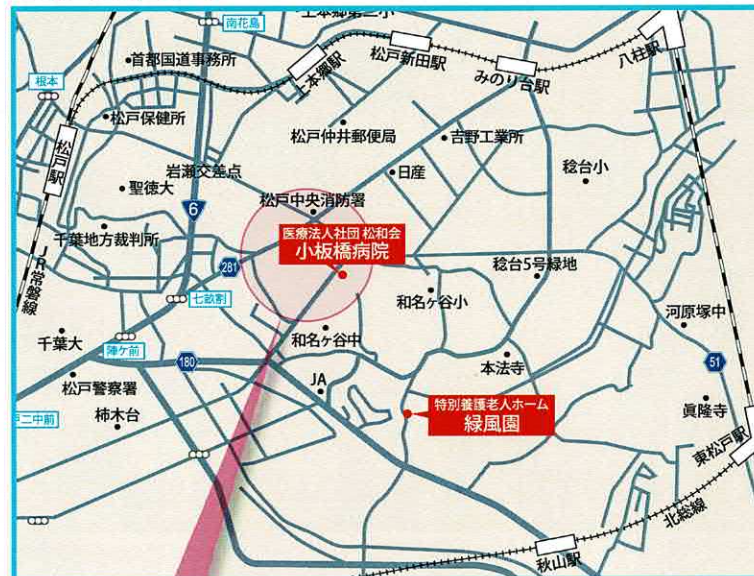 南花島
上本郷第二小
首都国道事務所
上本郷駅
松戸新田駅
みのり台駅
八柱駅
根本
松戸保健所
松戸駅
松戸仲井郵便局
吉野工業所
岩瀬交差点
日産
稔台小
聖徳大
6
松戸中央消防署
千葉地方裁判所
医療法人社団 松和会
小板橋病院
JR常磐線
281
稔台5号緑地
七畝割
和名ヶ谷小
河原塚中
千葉大
陣ケ前
和名ヶ谷中
180
本法寺
51
松戸警察署
JA
特別養護老人ホーム
緑風園
眞隆寺
戸二中前
柿木台
東松戸駅
北総線
秋山駅